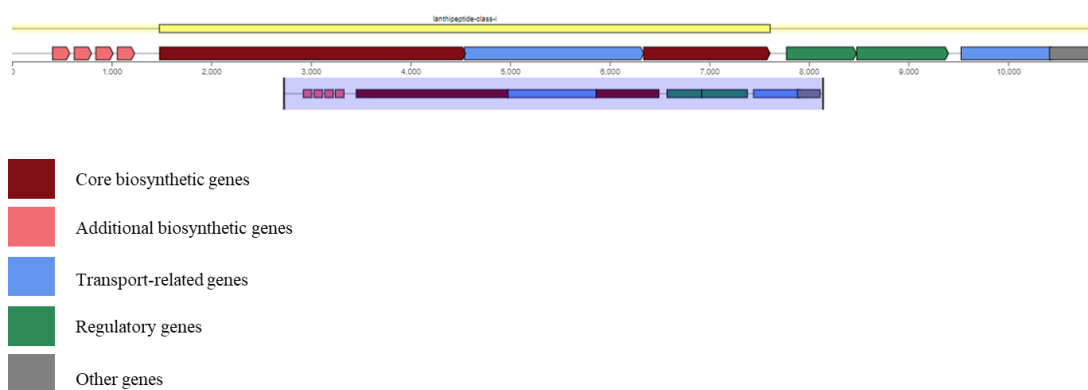 lanthipeptide-class-i
0 1,000 2,000 3,000 4,000 5,000 6,000 7,000 8,000 9,000 10,000
Core biosynthetic genes
Additional biosynthetic genes
Transport-related genes
Regulatory genes
Other genes